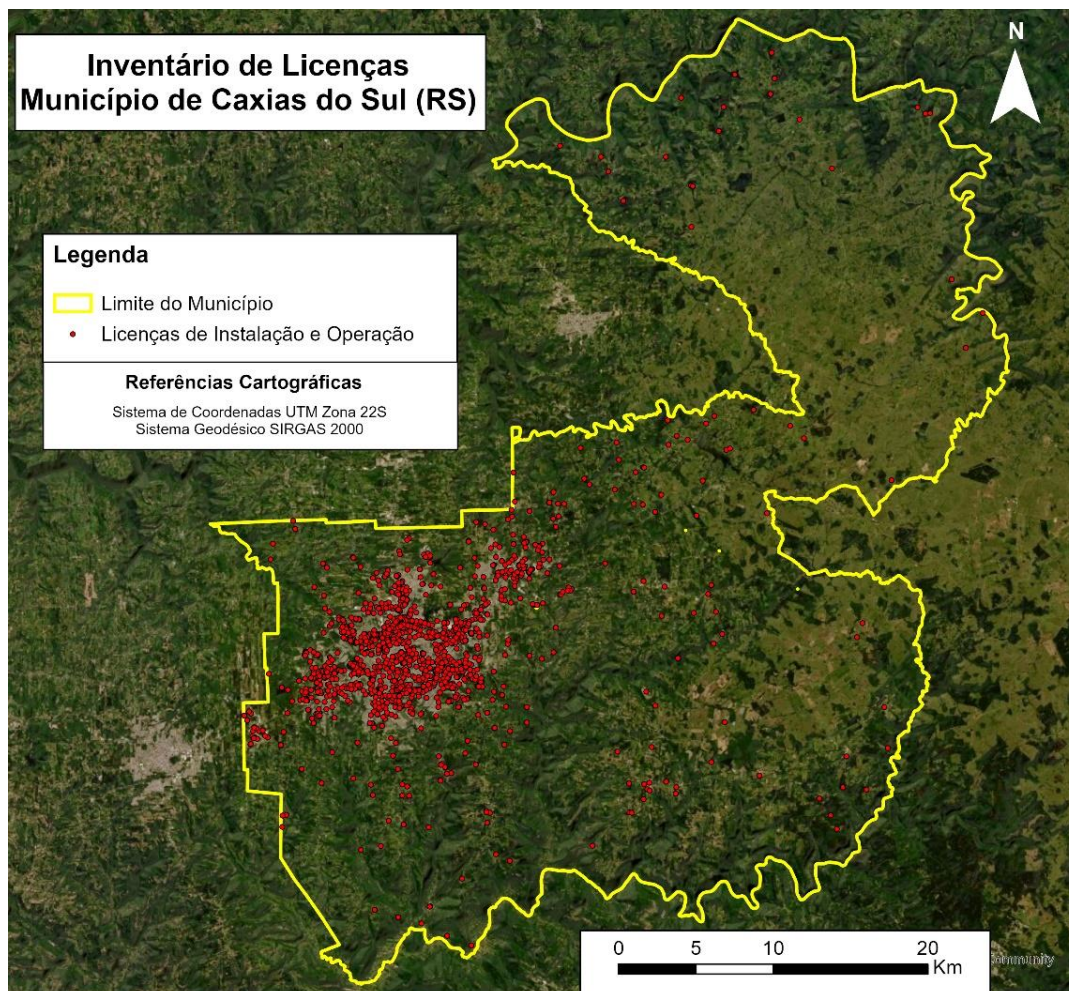 Inventário de Licenças
Município de Caxias do Sul (RS)
N
Legenda
Limite do Município
Licenças de Instalação e Operação
Referências Cartográficas
Sistema de Coordenadas UTM Zona 22S
Sistema Geodésico SIRGAS 2000
0 5 10 20
Km
Community